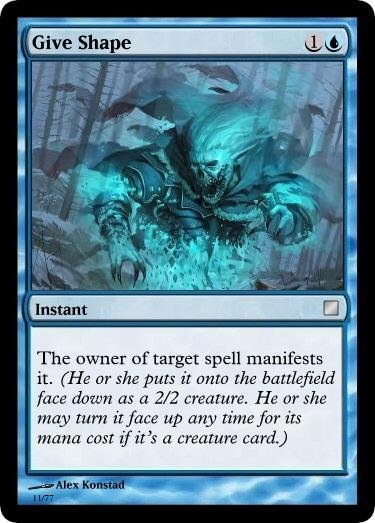 Give Shape 1
Instant
The owner of target spell manifests
it. (He or she puts it onto the battlefield
face down as a 2/2 creature. He or she
may turn it face up any time for its
mana cost if it's a creature card.)
Alex Konstad
11/77